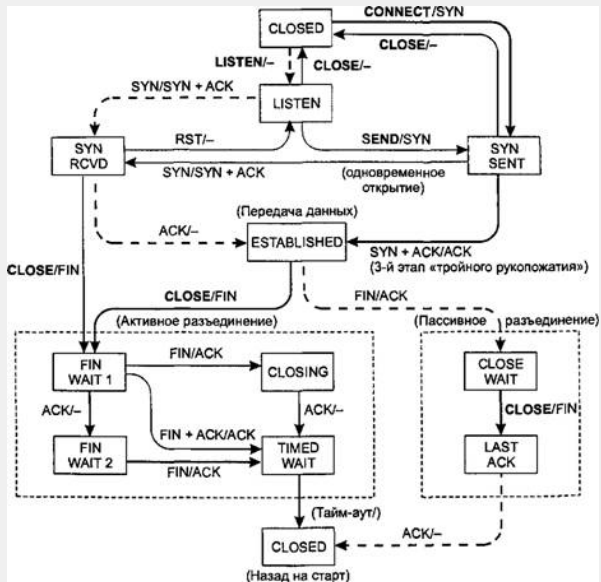 CONNECT/SYN
CLOSED
CLOSE/–
LISTEN/–
CLOSE/–
SYN/SYN + ACK
LISTEN
RST/–
SEND/SYN
SYN
RCVD
SYN
SENT
SYN/SYN + ACK
(одновременное
открытие)
(Передача данных)
ACK/–
ESTABLISHED
SYN + ACK/ACK
(3-й этап «тройного рукопожатия»)
CLOSE/FIN
CLOSE/FIN
FIN/ACK
(Активное разъединение)
(Пассивное разъединение)
FIN
WAIT 1
FIN/ACK
CLOSING
CLOSE
WAIT
ACK/–
ACK/–
CLOSE/FIN
FIN + ACK/ACK
FIN
WAIT 2
TIMED
WAIT
LAST
ACK
FIN/ACK
(Тайм-аут/)
CLOSED
ACK/–
(Назад на старт)